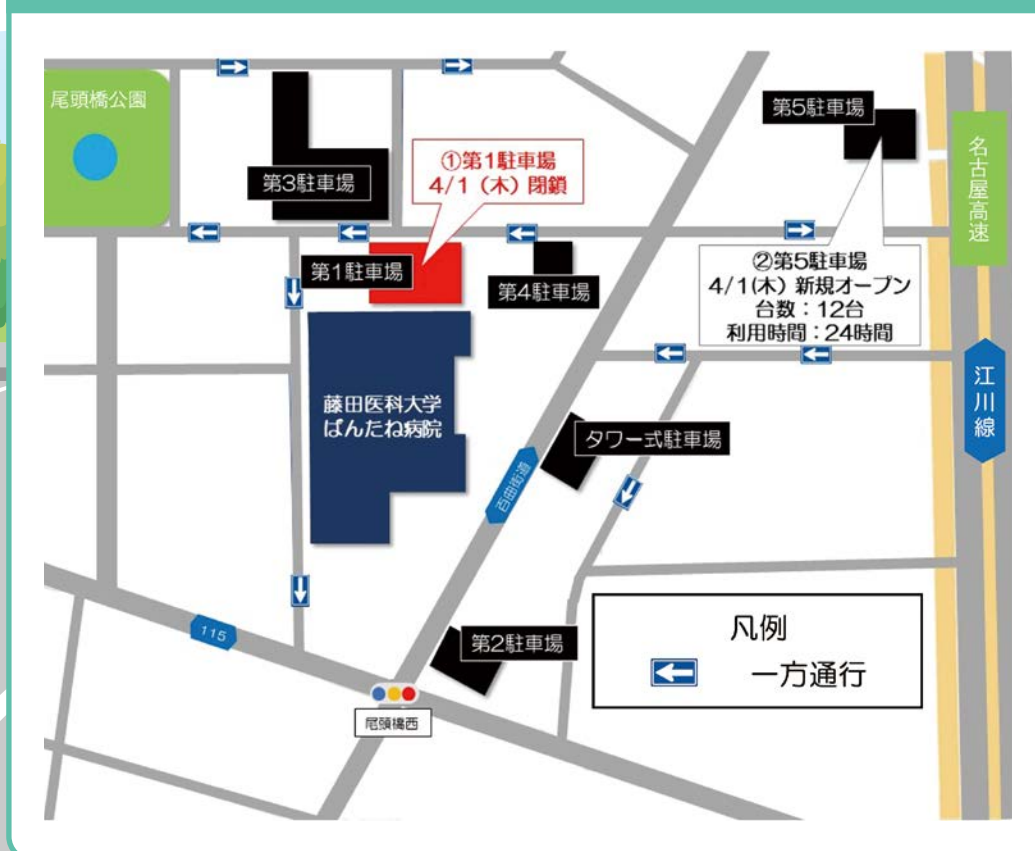 尾頭橋公園
第3駐車場
①第1駐車場
4/1（木）閉鎖
第5駐車場
名古屋高速
第1駐車場
第4駐車場
②第5駐車場
4/1(木) 新規オープン
台数：12台
利用時間：24時間
藤田医科大学
ばんたね病院
江川線
タワー式駐車場
百曲街道
115
第2駐車場
尾頭橋西
凡例
一方通行